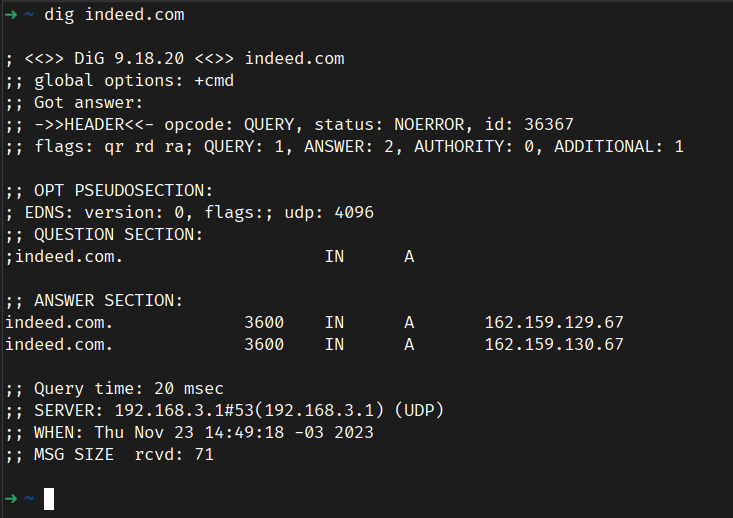 ➜ ~ dig indeed.com
; <<>> DiG 9.18.20 <<>> indeed.com
;; global options: +cmd
;; Got answer:
;; ->>HEADER<<- opcode: QUERY, status: NOERROR, id: 36367
;; flags: qr rd ra; QUERY: 1, ANSWER: 2, AUTHORITY: 0, ADDITIONAL: 1
;; OPT PSEUDOSECTION:
; EDNS: version: 0, flags:; udp: 4096
;; QUESTION SECTION:
;indeed.com. IN A
;; ANSWER SECTION:
indeed.com. 3600 IN A 162.159.129.67
indeed.com. 3600 IN A 162.159.130.67
;; Query time: 20 msec
;; SERVER: 192.168.3.1#53(192.168.3.1) (UDP)
;; WHEN: Thu Nov 23 14:49:18 -03 2023
;; MSG SIZE rcvd: 71
➜ ~